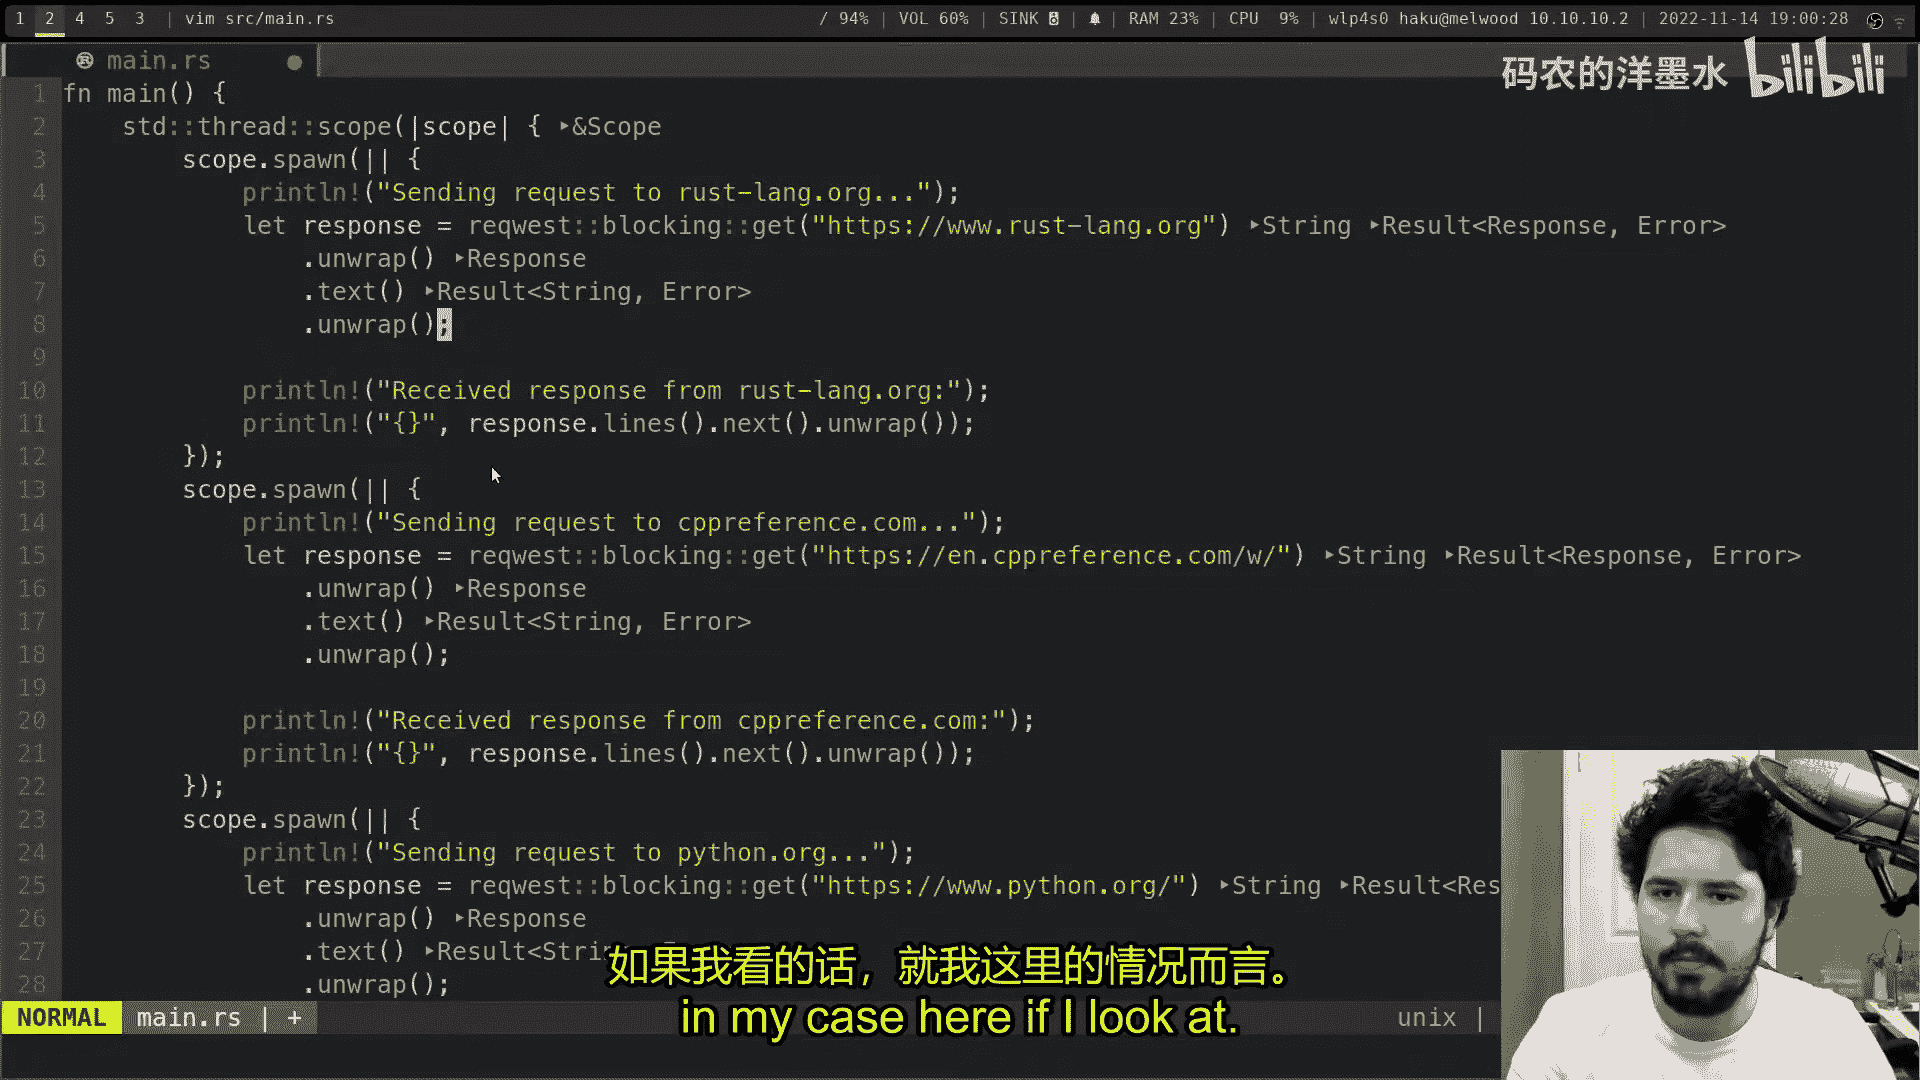 1 2 4 5 3 | vim src/main.rs / 94% | VOL 60% | SINK | | RAM 23% | CPU 9% | wlp4s0 haku@melwood 10.10.10.2 | 2022-11-14 19:00:28
main.rs
码农的洋墨水 bilibili
1 fn main() {
2     std::thread::scope(|scope| { ‣&Scope
3         scope.spawn(|| {
4             println!("Sending request to rust-lang.org...");
5             let response = reqwest::blocking::get("https://www.rust-lang.org") ‣String ‣Result<Response, Error>
6                 .unwrap() ‣Response
7                 .text() ‣Result<String, Error>
8                 .unwrap();
9
10             println!("Received response from rust-lang.org:");
11             println!("{}", response.lines().next().unwrap());
12         });
13         scope.spawn(|| {
14             println!("Sending request to cppreference.com...");
15             let response = reqwest::blocking::get("https://en.cppreference.com/w/") ‣String ‣Result<Response, Error>
16                 .unwrap() ‣Response
17                 .text() ‣Result<String, Error>
18                 .unwrap();
19
20             println!("Received response from cppreference.com:");
21             println!("{}", response.lines().next().unwrap());
22         });
23         scope.spawn(|| {
24             println!("Sending request to python.org...");
25             let response = reqwest::blocking::get("https://www.python.org/") ‣String ‣Result<Res
26                 .unwrap() ‣Response
27                 .text() ‣Result<Stri
28                 .unwrap();
如果我看的话，就我这里的情况而言。
in my case here if I look at.
NORMAL main.rs | + unix |